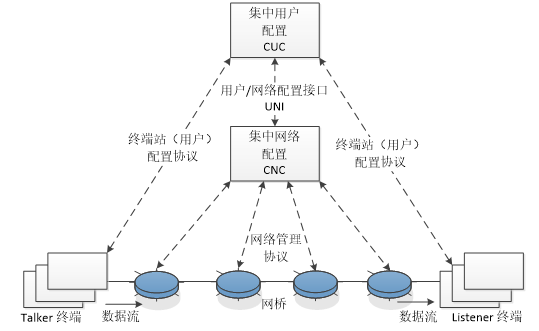 集中用户
配置
CUC
用户/网络配置接口
UNI
终端站（用户）
配置协议
集中网络
配置
CNC
终端站（用户）
配置协议
网络管理
协议
网桥
Talker 终端
数据流
数据流
Listener 终端